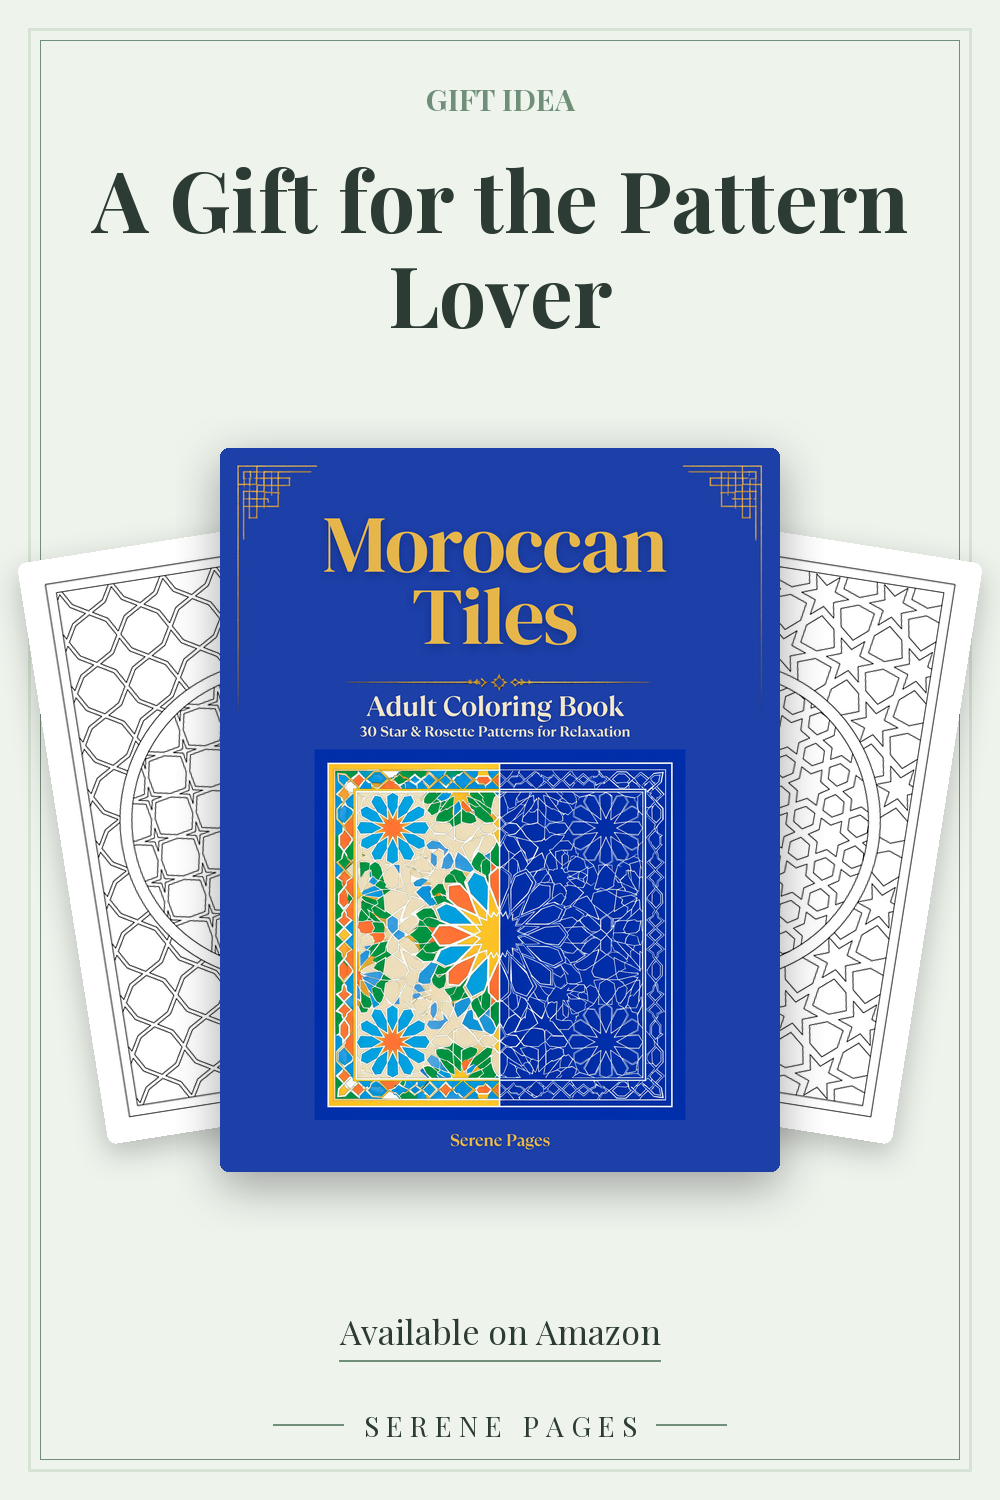 GIFT IDEA
A Gift for the Pattern
Lover
Moroccan
Tiles
Adult Coloring Book
30 Star & Rosette Patterns for Relaxation
Serene Pages
Available on Amazon
SERENE PAGES